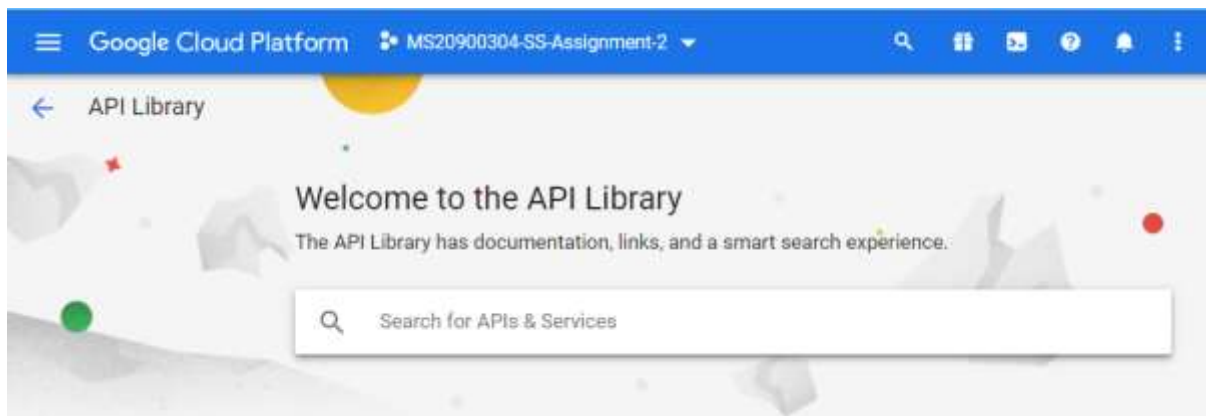 Google Cloud Platform MS20900304-SS-Assignment-2
API Library
Welcome to the API Library
The API Library has documentation, links, and a smart search experience.
Search for APIs & Services